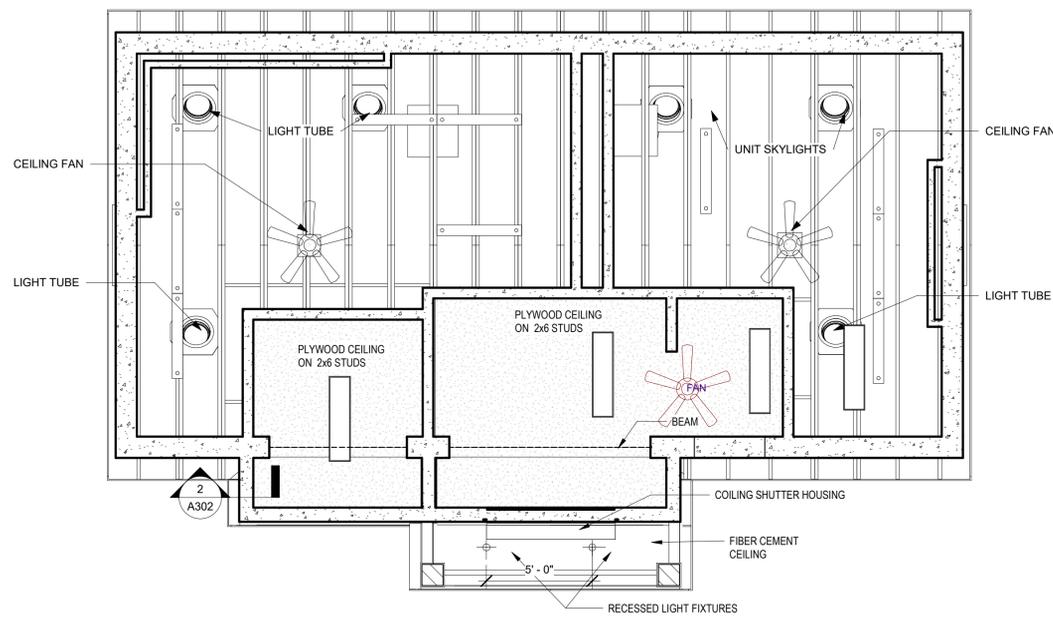 LIGHT TUBE
UNIT SKYLIGHTS
CEILING FAN
CEILING FAN
LIGHT TUBE
LIGHT TUBE
PLYWOOD CEILING
ON 2x6 STUDS
PLYWOOD CEILING
ON 2x6 STUDS
FAN
BEAM
2
A302
COILING SHUTTER HOUSING
FIBER CEMENT
CEILING
5' - 0"
RECESSED LIGHT FIXTURES